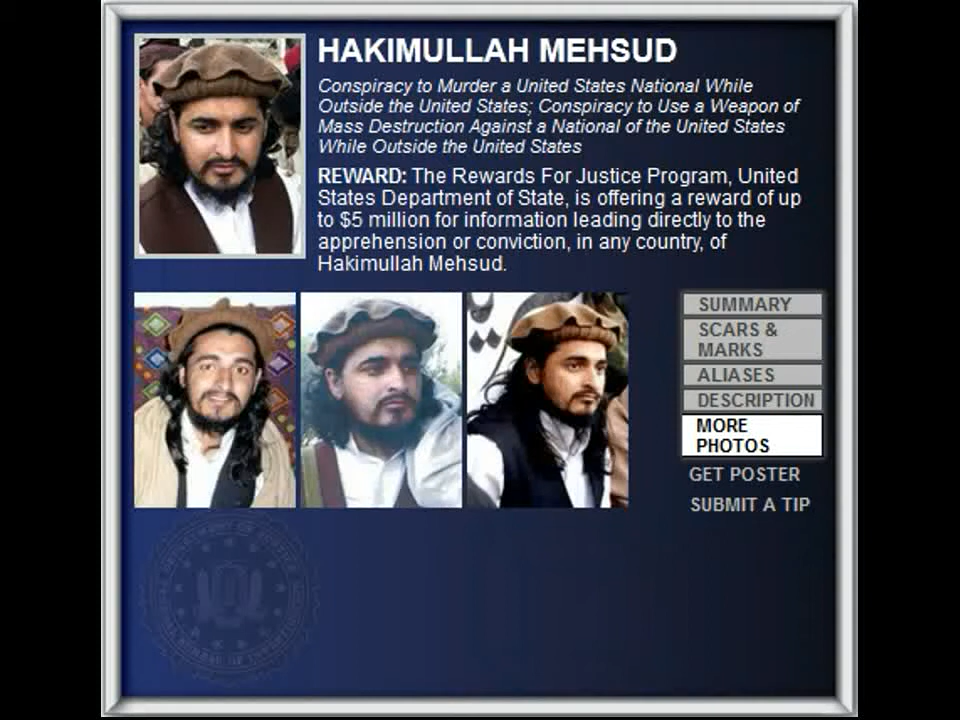 HAKIMULLAH MEHSUD
Conspiracy to Murder a United States National While
Outside the United States; Conspiracy to Use a Weapon of
Mass Destruction Against a National of the United States
While Outside the United States
REWARD: The Rewards For Justice Program, United
States Department of State, is offering a reward of up
to $5 million for information leading directly to the
apprehension or conviction, in any country, of
Hakimullah Mehsud.
SUMMARY
SCARS &
MARKS
ALIASES
DESCRIPTION
MORE
PHOTOS
GET POSTER
SUBMIT A TIP